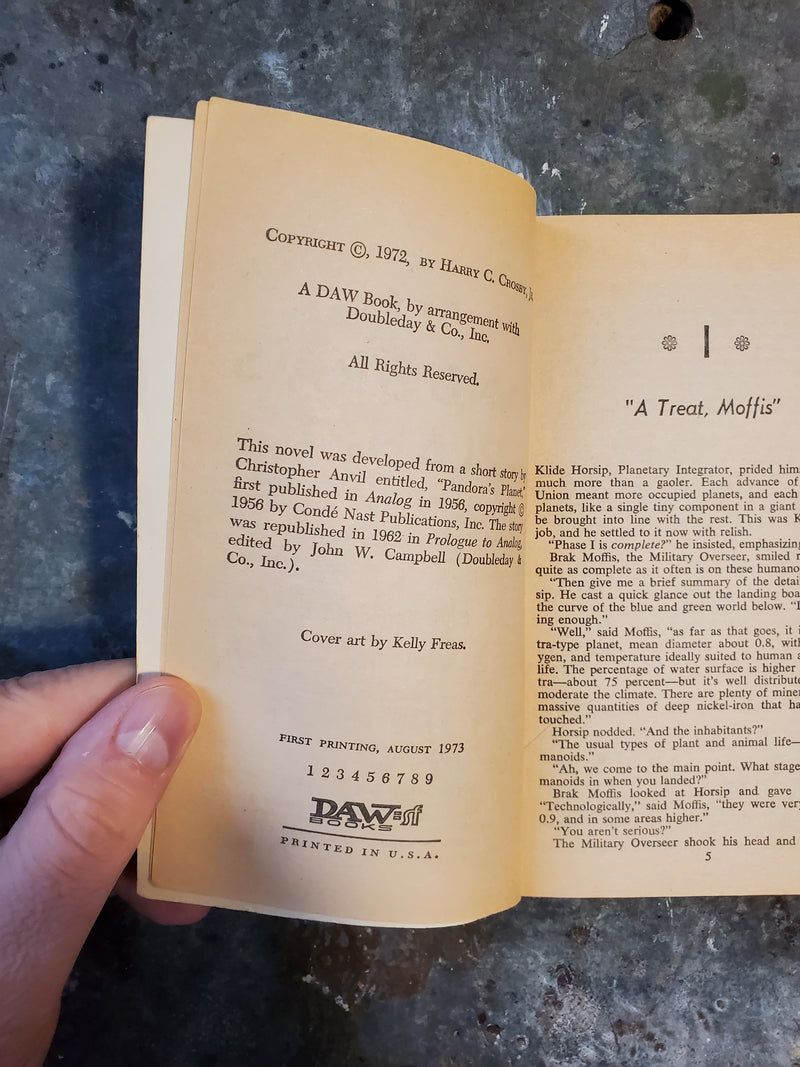 COPYRIGHT ©, 1972, BY HARRY C. CROSBY, Jr.
A DAW Book, by arrangement with
Doubleday & Co., Inc.
All Rights Reserved.
This novel was developed from a short story by
Christopher Anvil entitled, "Pandora's Planet,"
first published in Analog in 1956, copyright ©
1956 by Condé Nast Publications, Inc. The story
was republished in 1962 in Prologue to Analog,
edited by John W. Campbell (Doubleday &
Co., Inc.).
Cover art by Kelly Freas.
FIRST PRINTING, AUGUST 1973
1 2 3 4 5 6 7 8 9
DAW=sf
BOOKS
PRINTED IN U.S.A.
I
"A Treat, Moffis"
Klide Horsip, Planetary Integrator, prided him
much more than a gaoler. Each advance of
Union meant more occupied planets, and each
planets, like a single tiny component in a giant
be brought into line with the rest. This was K
job, and he settled to it now with relish.
"Phase I is complete?" he insisted, emphasizing
Brak Moffis, the Military Overseer, smiled
quite as complete as it often is on these humano
"Then give me a brief summary of the detai
sip. He cast a quick glance out the landing boa
the curve of the blue and green world below.
ing enough."
"Well," said Moffis, "as far as that goes, it
tra-type planet, mean diameter about 0.8, with
ygen, and temperature ideally suited to human a
life. The percentage of water surface is higher
tra—about 75 percent—but it's well distribute
moderate the climate. There are plenty of miner
massive quantities of deep nickel-iron that ha
touched."
Horsip nodded. "And the inhabitants?"
"The usual types of plant and animal life—
manoids."
"Ah, we come to the main point. What stage
manoids in when you landed?"
Brak Moffis looked at Horsip and gave
"Technologically," said Moffis, "they were very
0.9, and in some areas higher."
"You aren't serious?"
The Military Overseer shook his head and
5